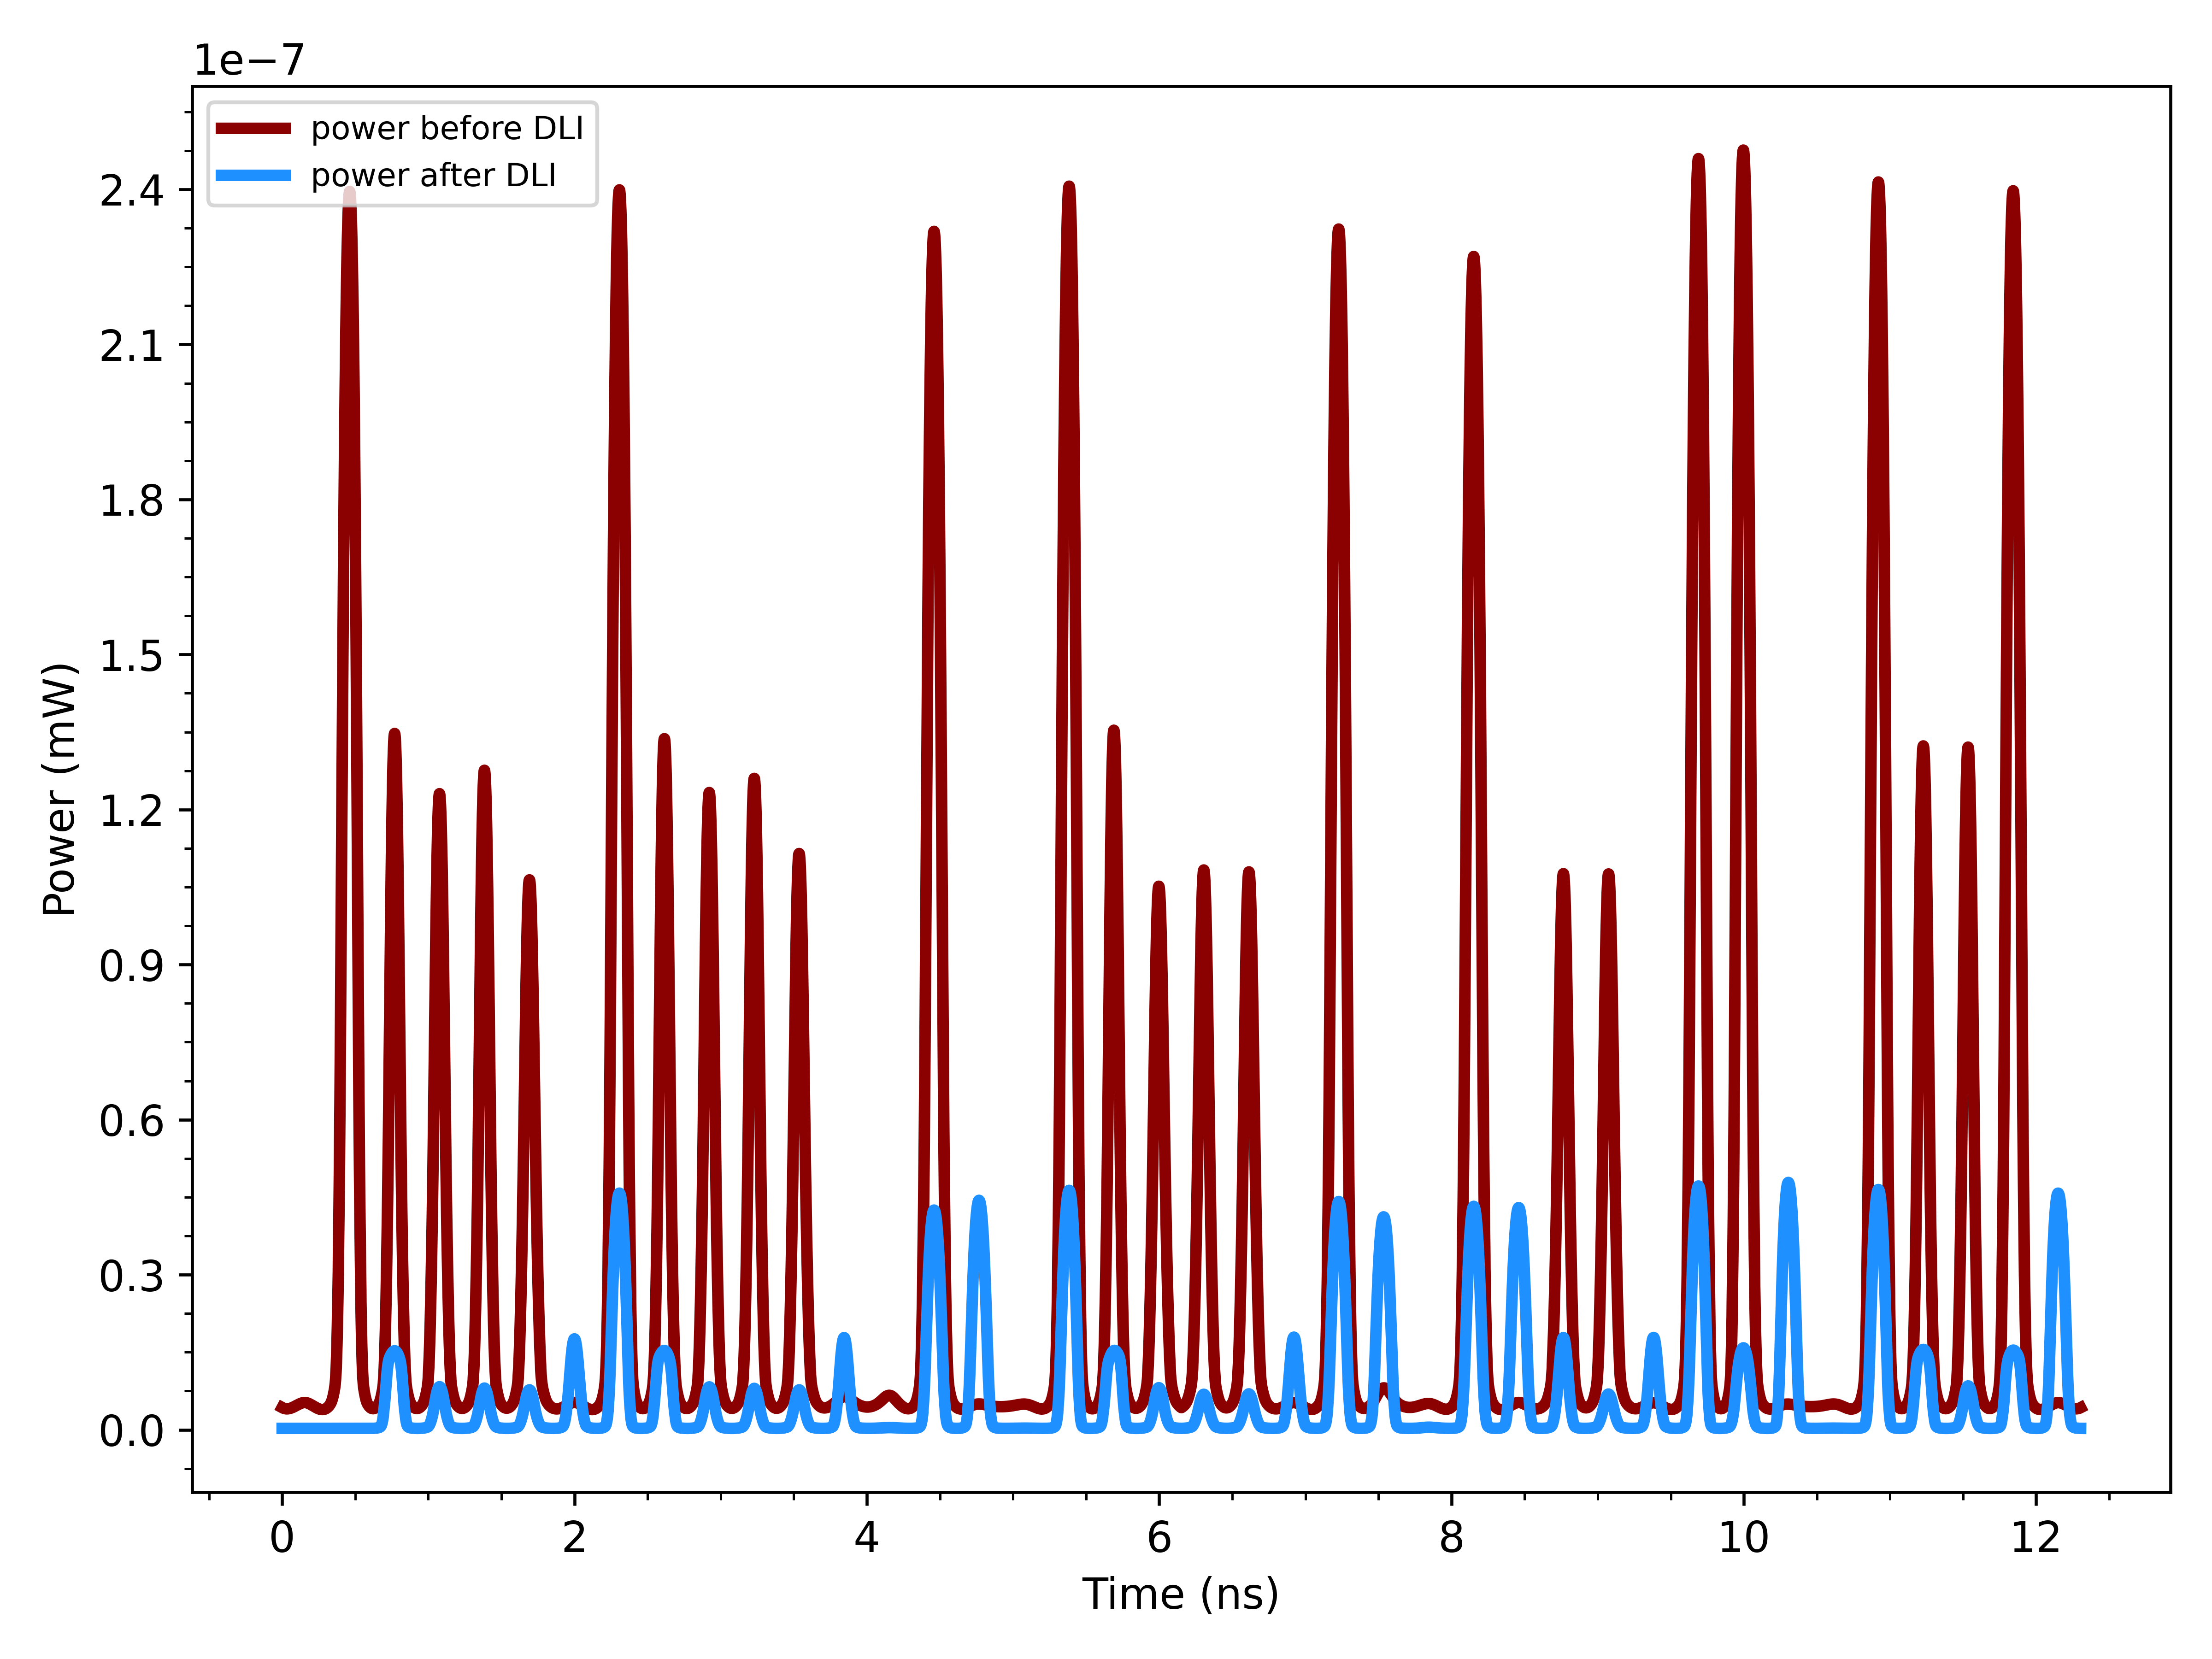 1e−7
power before DLI
power after DLI
2.4
2.1
1.8
1.5
1.2
0.9
0.6
0.3
0.0
Power (mW)
0 2 4 6 8 10 12
Time (ns)